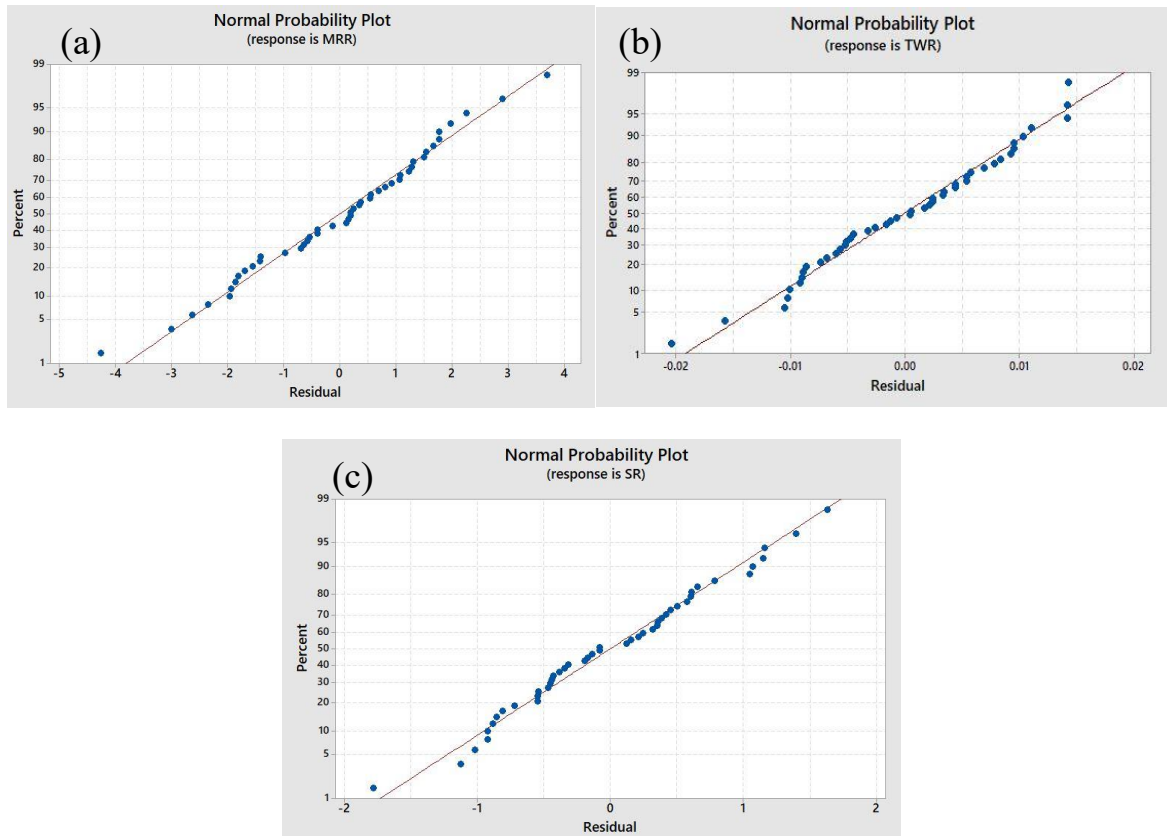 (a)
Normal Probability Plot
(response is MRR)
99
95
90
80
70
60
50
40
30
20
10
5
1
Percent
-5 -4 -3 -2 -1 0 1 2 3 4
Residual
(b)
Normal Probability Plot
(response is TWR)
99
95
90
80
70
60
50
40
30
20
10
5
1
Percent
-0.02 -0.01 0.00 0.01 0.02
Residual
(c)
Normal Probability Plot
(response is SR)
99
95
90
80
70
60
50
40
30
20
10
5
1
Percent
-2 -1 0 1 2
Residual